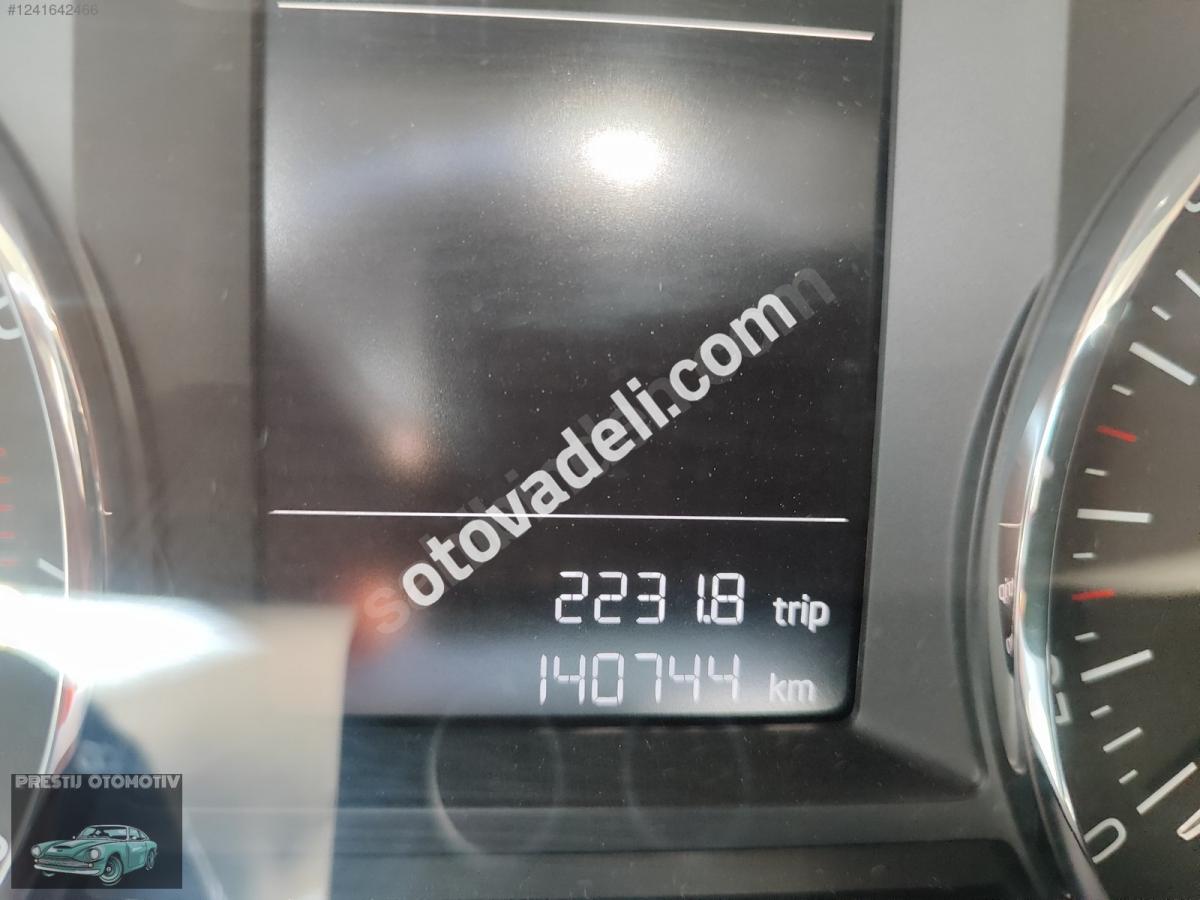 #1241642466
sotovadeli.com
2231.8 trip
140744 km
PRESTIJ OTOMOTIV